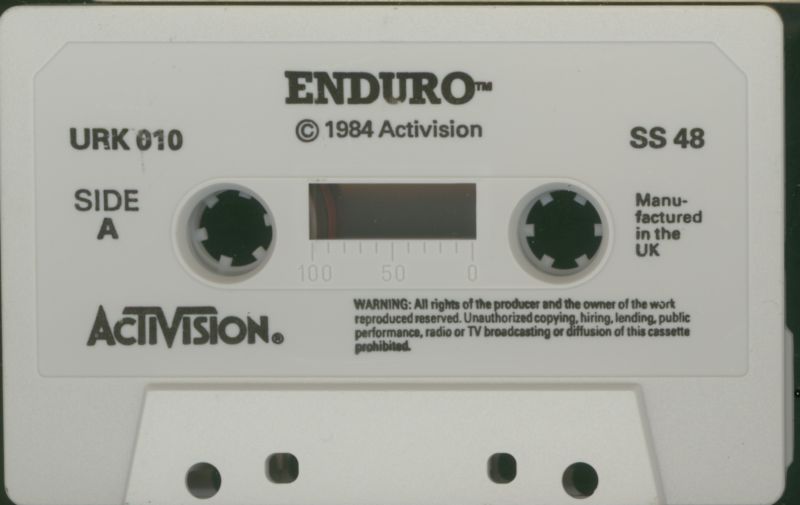 ENDURO™
© 1984 Activision
URK 010
SS 48
SIDE
A
Manu-
factured
in the
UK
100 50 0
ACTIVISION®
WARNING: All rights of the producer and the owner of the work
reproduced reserved. Unauthorized copying, hiring, lending, public
performance, radio or TV broadcasting or diffusion of this cassette
prohibited.